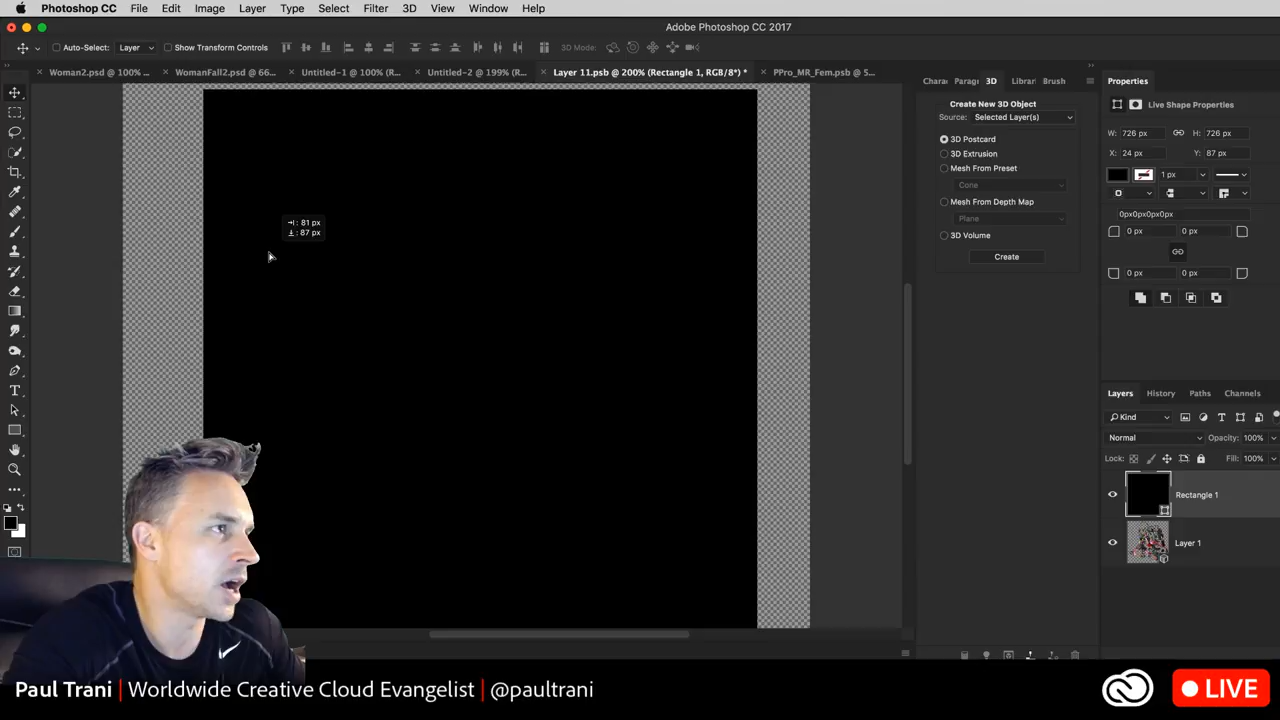 Photoshop CC File Edit Image Layer Type Select Filter 3D View Window Help
Adobe Photoshop CC 2017
Auto-Select: Layer Show Transform Controls 3D Mode:
Woman2.psd @ 100% ... WomanFall2.psd @ 66... Untitled-1 @ 100% (R... Untitled-2 @ 199% (R... Layer 11.psb @ 200% (Rectangle 1, RGB/8*) * PPro_MR_Fem.psb @ 5...
Chara Paragr 3D Librar Brush
Create New 3D Object
Source: Selected Layer(s)
3D Postcard
3D Extrusion
Mesh From Preset
Cone
Mesh From Depth Map
Plane
3D Volume
Create
Properties
Live Shape Properties
W: 726 px H: 726 px
X: 24 px Y: 87 px
1 px
0px0px0px0px
0 px 0 px
0 px 0 px
Layers History Paths Channels
Kind
Normal Opacity: 100%
Lock: Fill: 100%
Rectangle 1
Layer 1
: 81 px
: 87 px
Paul Trani | Worldwide Creative Cloud Evangelist | @paultrani
LIVE